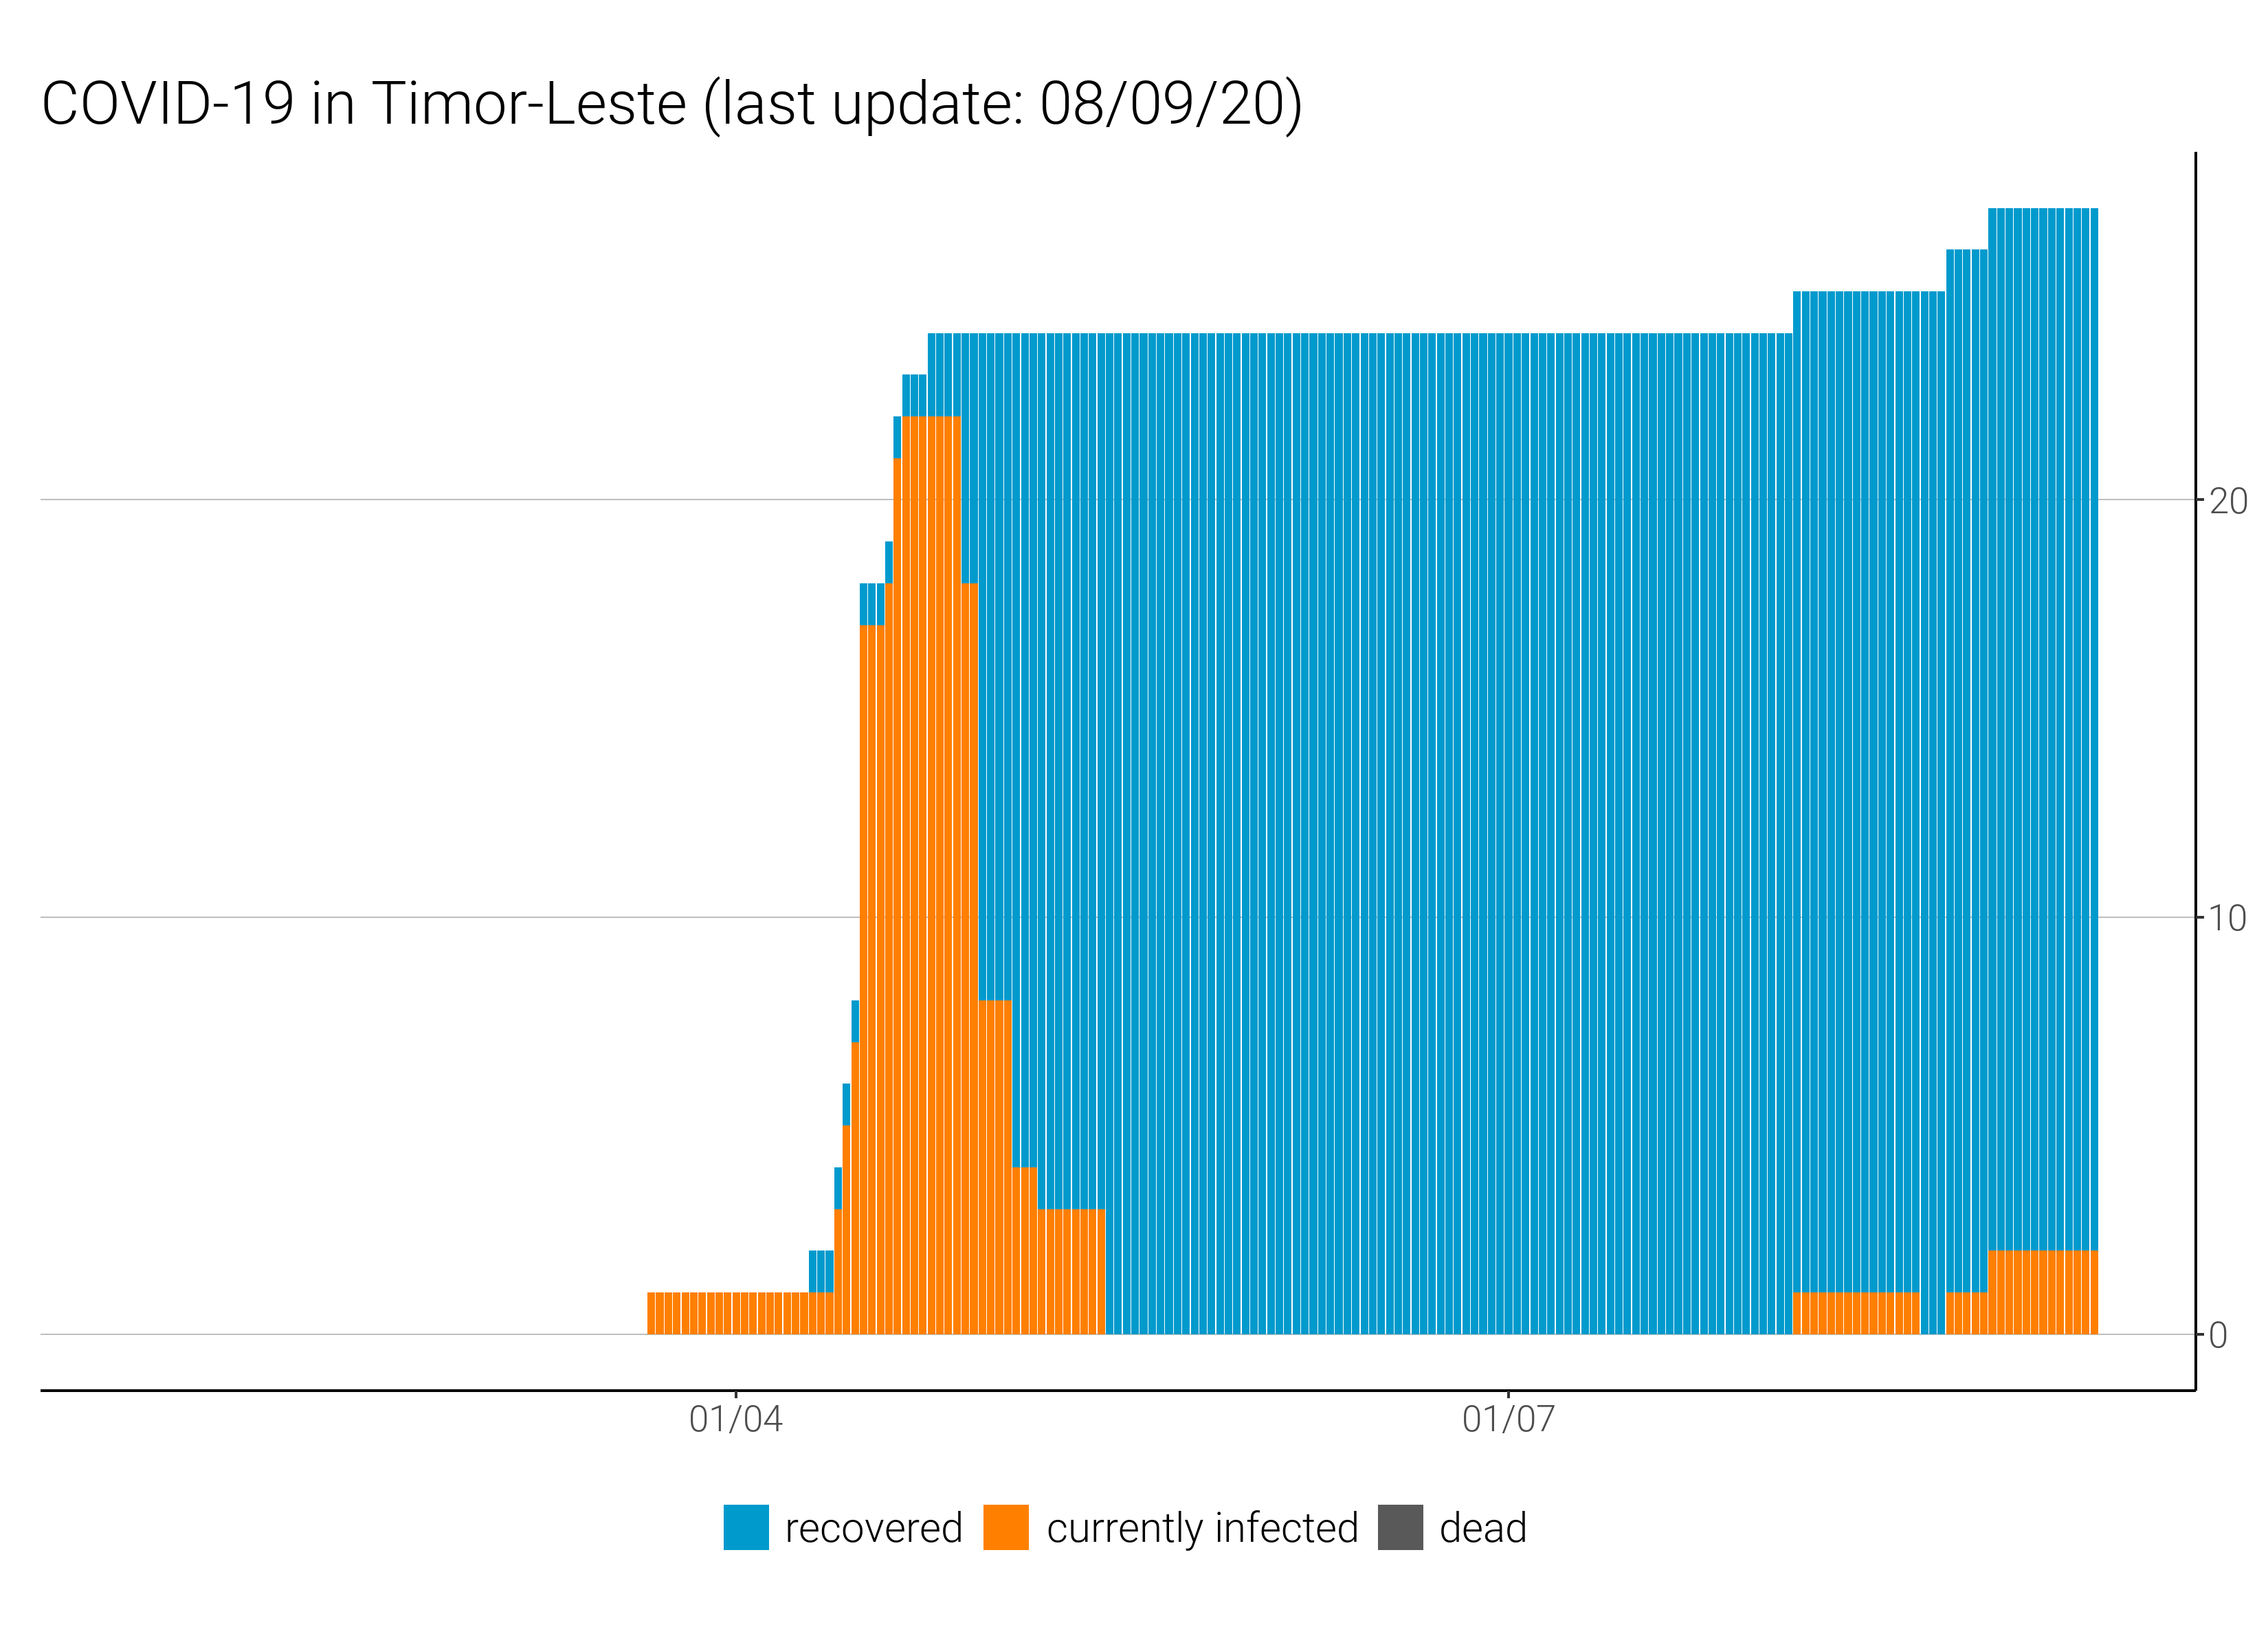 COVID-19 in Timor-Leste (last update: 08/09/20)
20
10
0
01/04 01/07
recovered currently infected dead